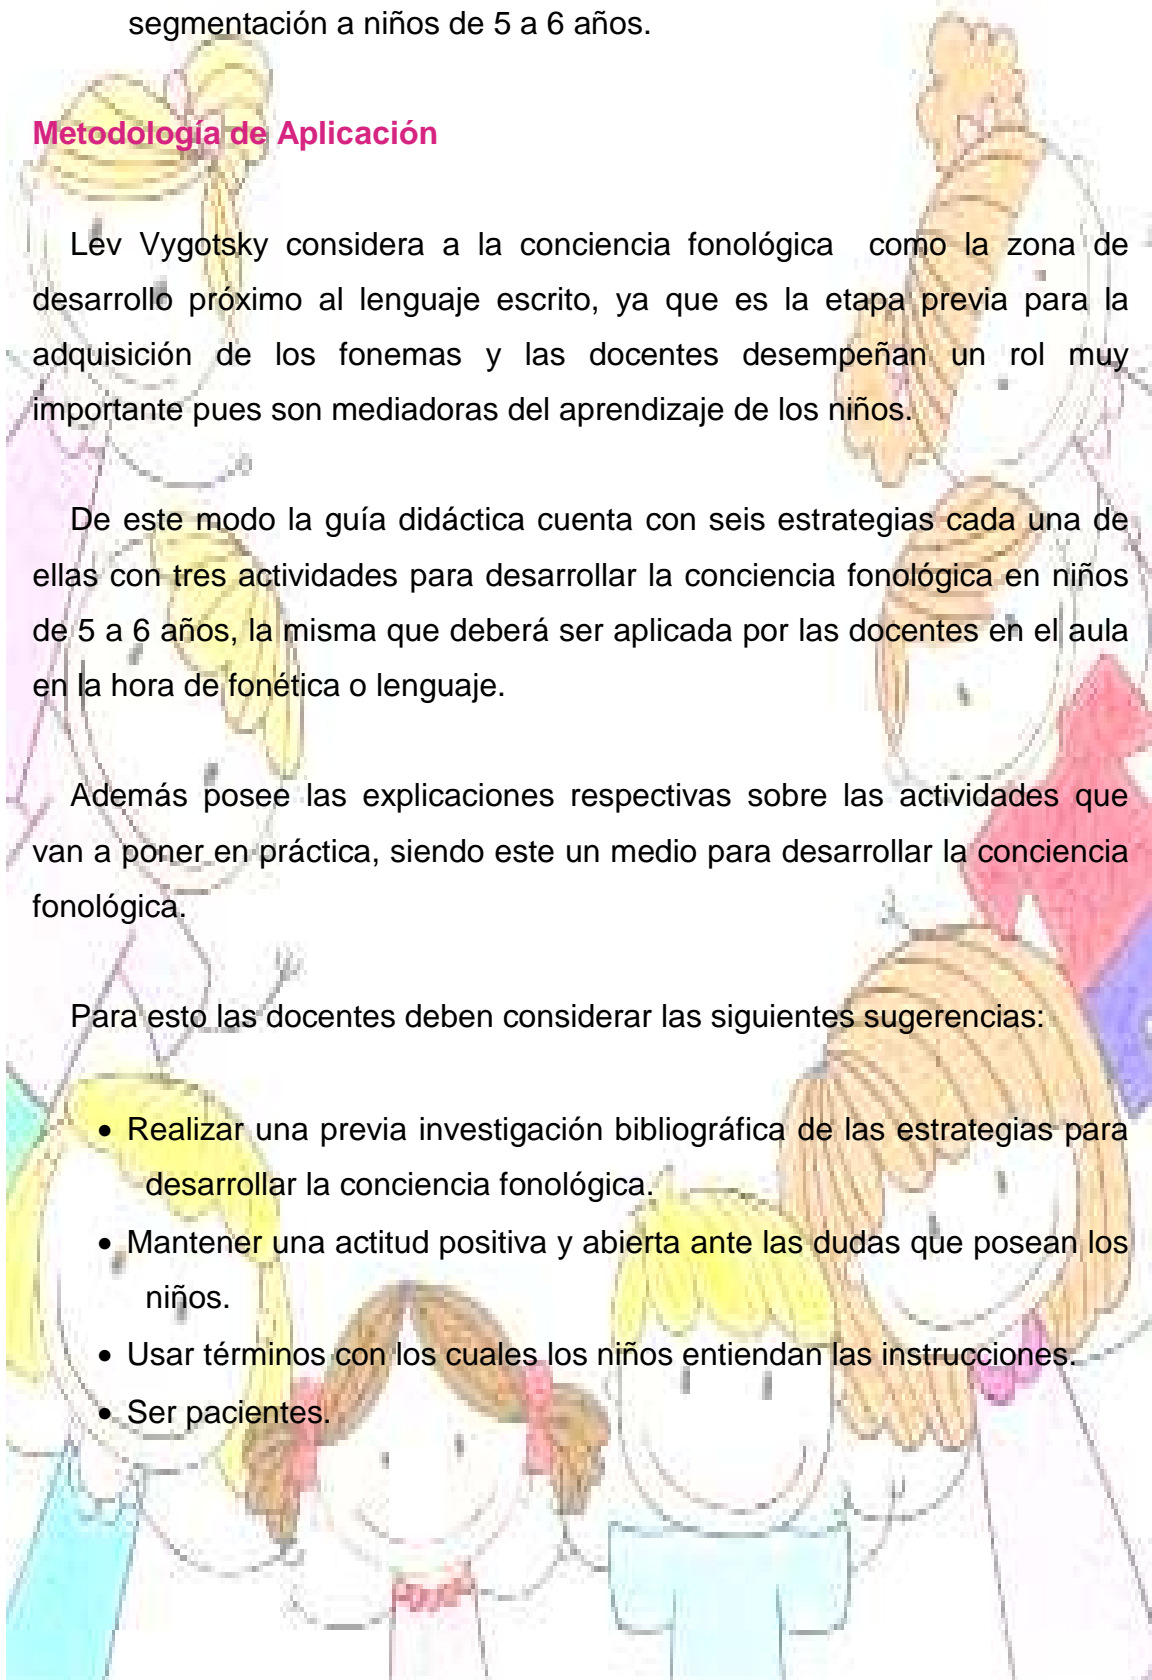 segmentación a niños de 5 a 6 años.
Metodología de Aplicación
Lev Vygotsky considera a la conciencia fonológica como la zona de
desarrollo próximo al lenguaje escrito, ya que es la etapa previa para la
adquisición de los fonemas y las docentes desempeñan un rol muy
importante pues son mediadoras del aprendizaje de los niños.
De este modo la guía didáctica cuenta con seis estrategias cada una de
ellas con tres actividades para desarrollar la conciencia fonológica en niños
de 5 a 6 años, la misma que deberá ser aplicada por las docentes en el aula
en la hora de fonética o lenguaje.
Además posee las explicaciones respectivas sobre las actividades que
van a poner en práctica, siendo este un medio para desarrollar la conciencia
fonológica.
Para esto las docentes deben considerar las siguientes sugerencias:
• Realizar una previa investigación bibliográfica de las estrategias para
desarrollar la conciencia fonológica.
• Mantener una actitud positiva y abierta ante las dudas que posean los
niños.
• Usar términos con los cuales los niños entiendan las instrucciones.
• Ser pacientes.